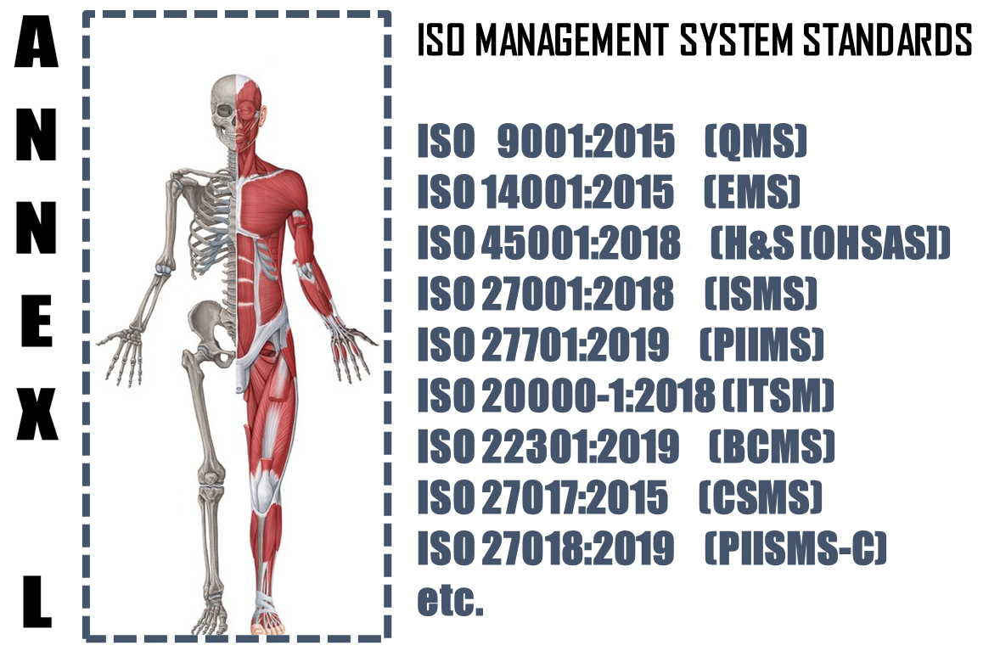 ANNEX L
ISO MANAGEMENT SYSTEM STANDARDS
ISO 9001:2015 (QMS)
ISO 14001:2015 (EMS)
ISO 45001:2018 (H&S [OHSAS])
ISO 27001:2018 (ISMS)
ISO 27701:2019 (PIIMS)
ISO 20000-1:2018 (ITSM)
ISO 22301:2019 (BCMS)
ISO 27017:2015 (CSMS)
ISO 27018:2019 (PIISMS-C)
etc.